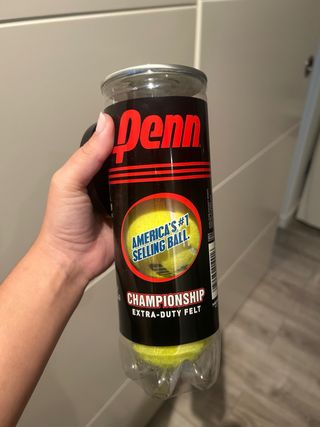 Penn
AMERICA'S #1
SELLING BALL.
CHAMPIONSHIP
EXTRA-DUTY FELT